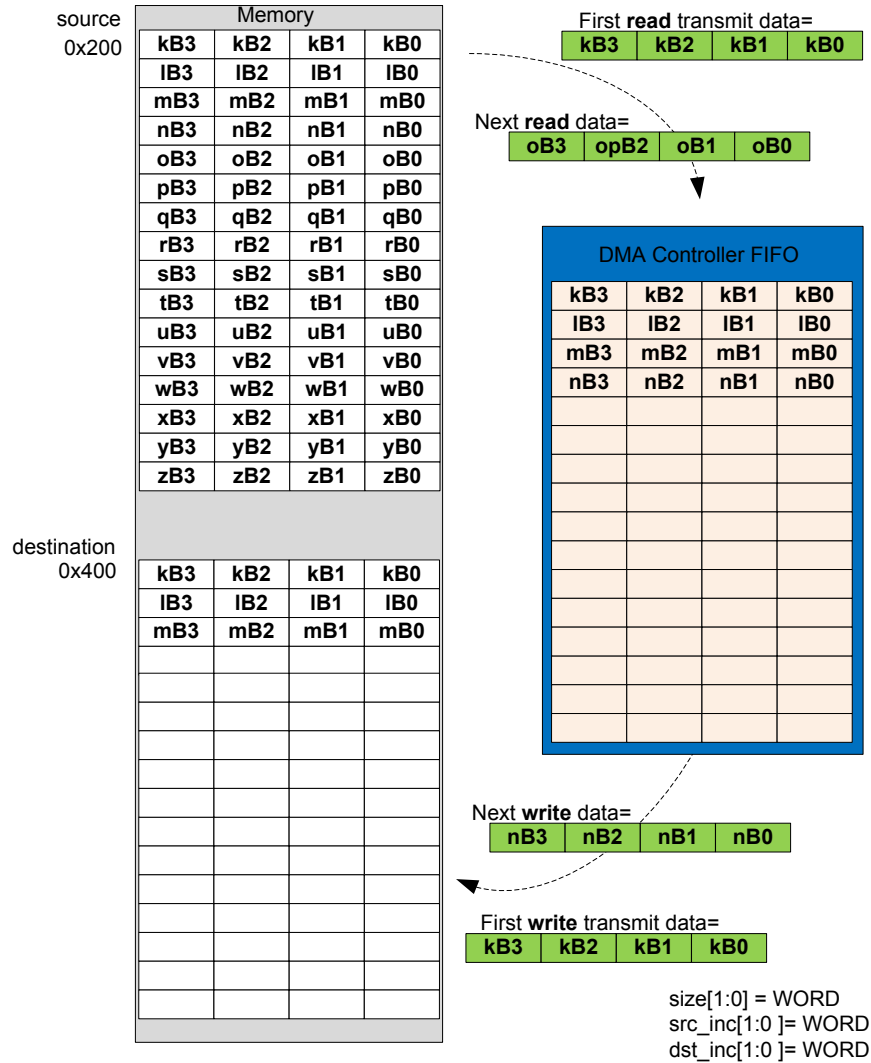 source
0x200
Memory
kB3 kB2 kB1 kB0
lB3 lB2 lB1 lB0
mB3 mB2 mB1 mB0
nB3 nB2 nB1 nB0
oB3 oB2 oB1 oB0
pB3 pB2 pB1 pB0
qB3 qB2 qB1 qB0
rB3 rB2 rB1 rB0
sB3 sB2 sB1 sB0
tB3 tB2 tB1 tB0
uB3 uB2 uB1 uB0
vB3 vB2 vB1 vB0
wB3 wB2 wB1 wB0
xB3 xB2 xB1 xB0
yB3 yB2 yB1 yB0
zB3 zB2 zB1 zB0
destination
0x400
kB3 kB2 kB1 kB0
lB3 lB2 lB1 lB0
mB3 mB2 mB1 mB0
First read transmit data=
kB3 kB2 kB1 kB0
Next read data=
oB3 opB2 oB1 oB0
DMA Controller FIFO
kB3 kB2 kB1 kB0
lB3 lB2 lB1 lB0
mB3 mB2 mB1 mB0
nB3 nB2 nB1 nB0
Next write data=
nB3 nB2 nB1 nB0
First write transmit data=
kB3 kB2 kB1 kB0
size[1:0] = WORD
src_inc[1:0 ]= WORD
dst_inc[1:0 ]= WORD